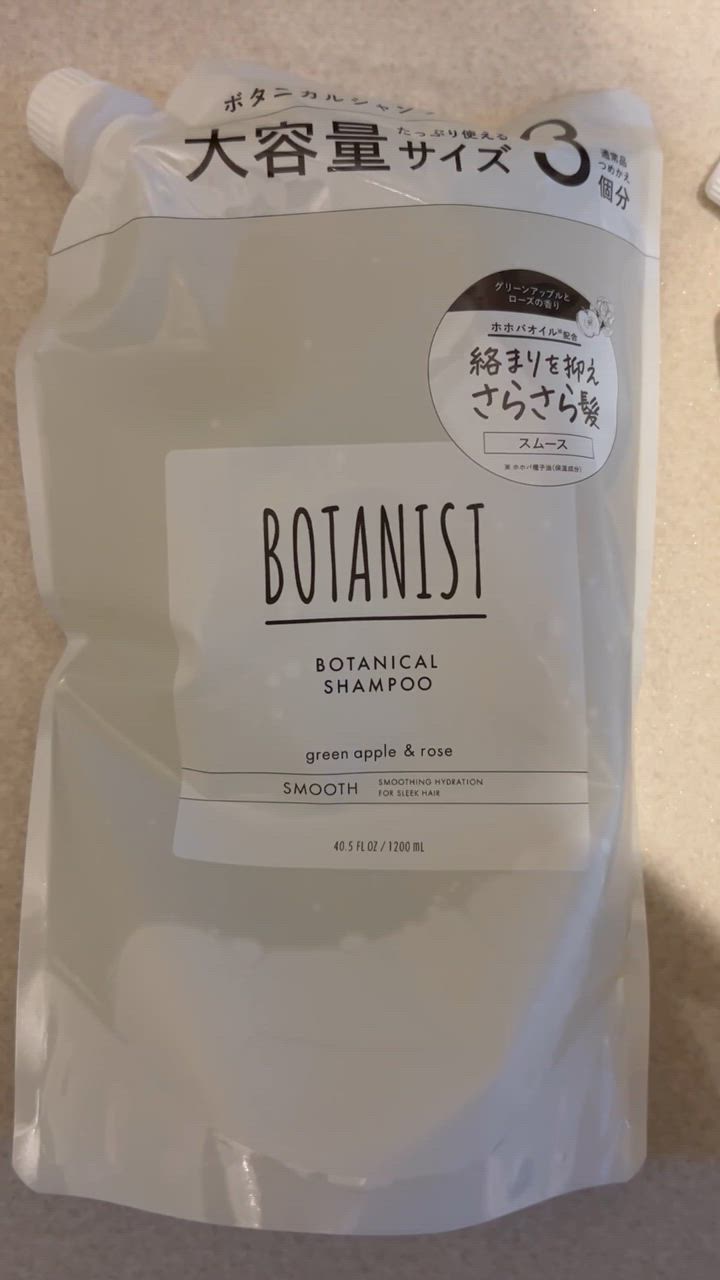 ボタニカルシャン
大容量 たっぷり使える サイズ 3 通常品 つめかえ 個分
グリーンアップルと
ローズの香り
ホホバオイル※配合
絡まりを抑え
さらさら髪
スムース
※ ホホバ種子油(保湿成分)
BOTANIST
BOTANICAL
SHAMPOO
green apple & rose
SMOOTH SMOOTHING HYDRATION
FOR SLEEK HAIR
40.5 FL OZ / 1200 mL